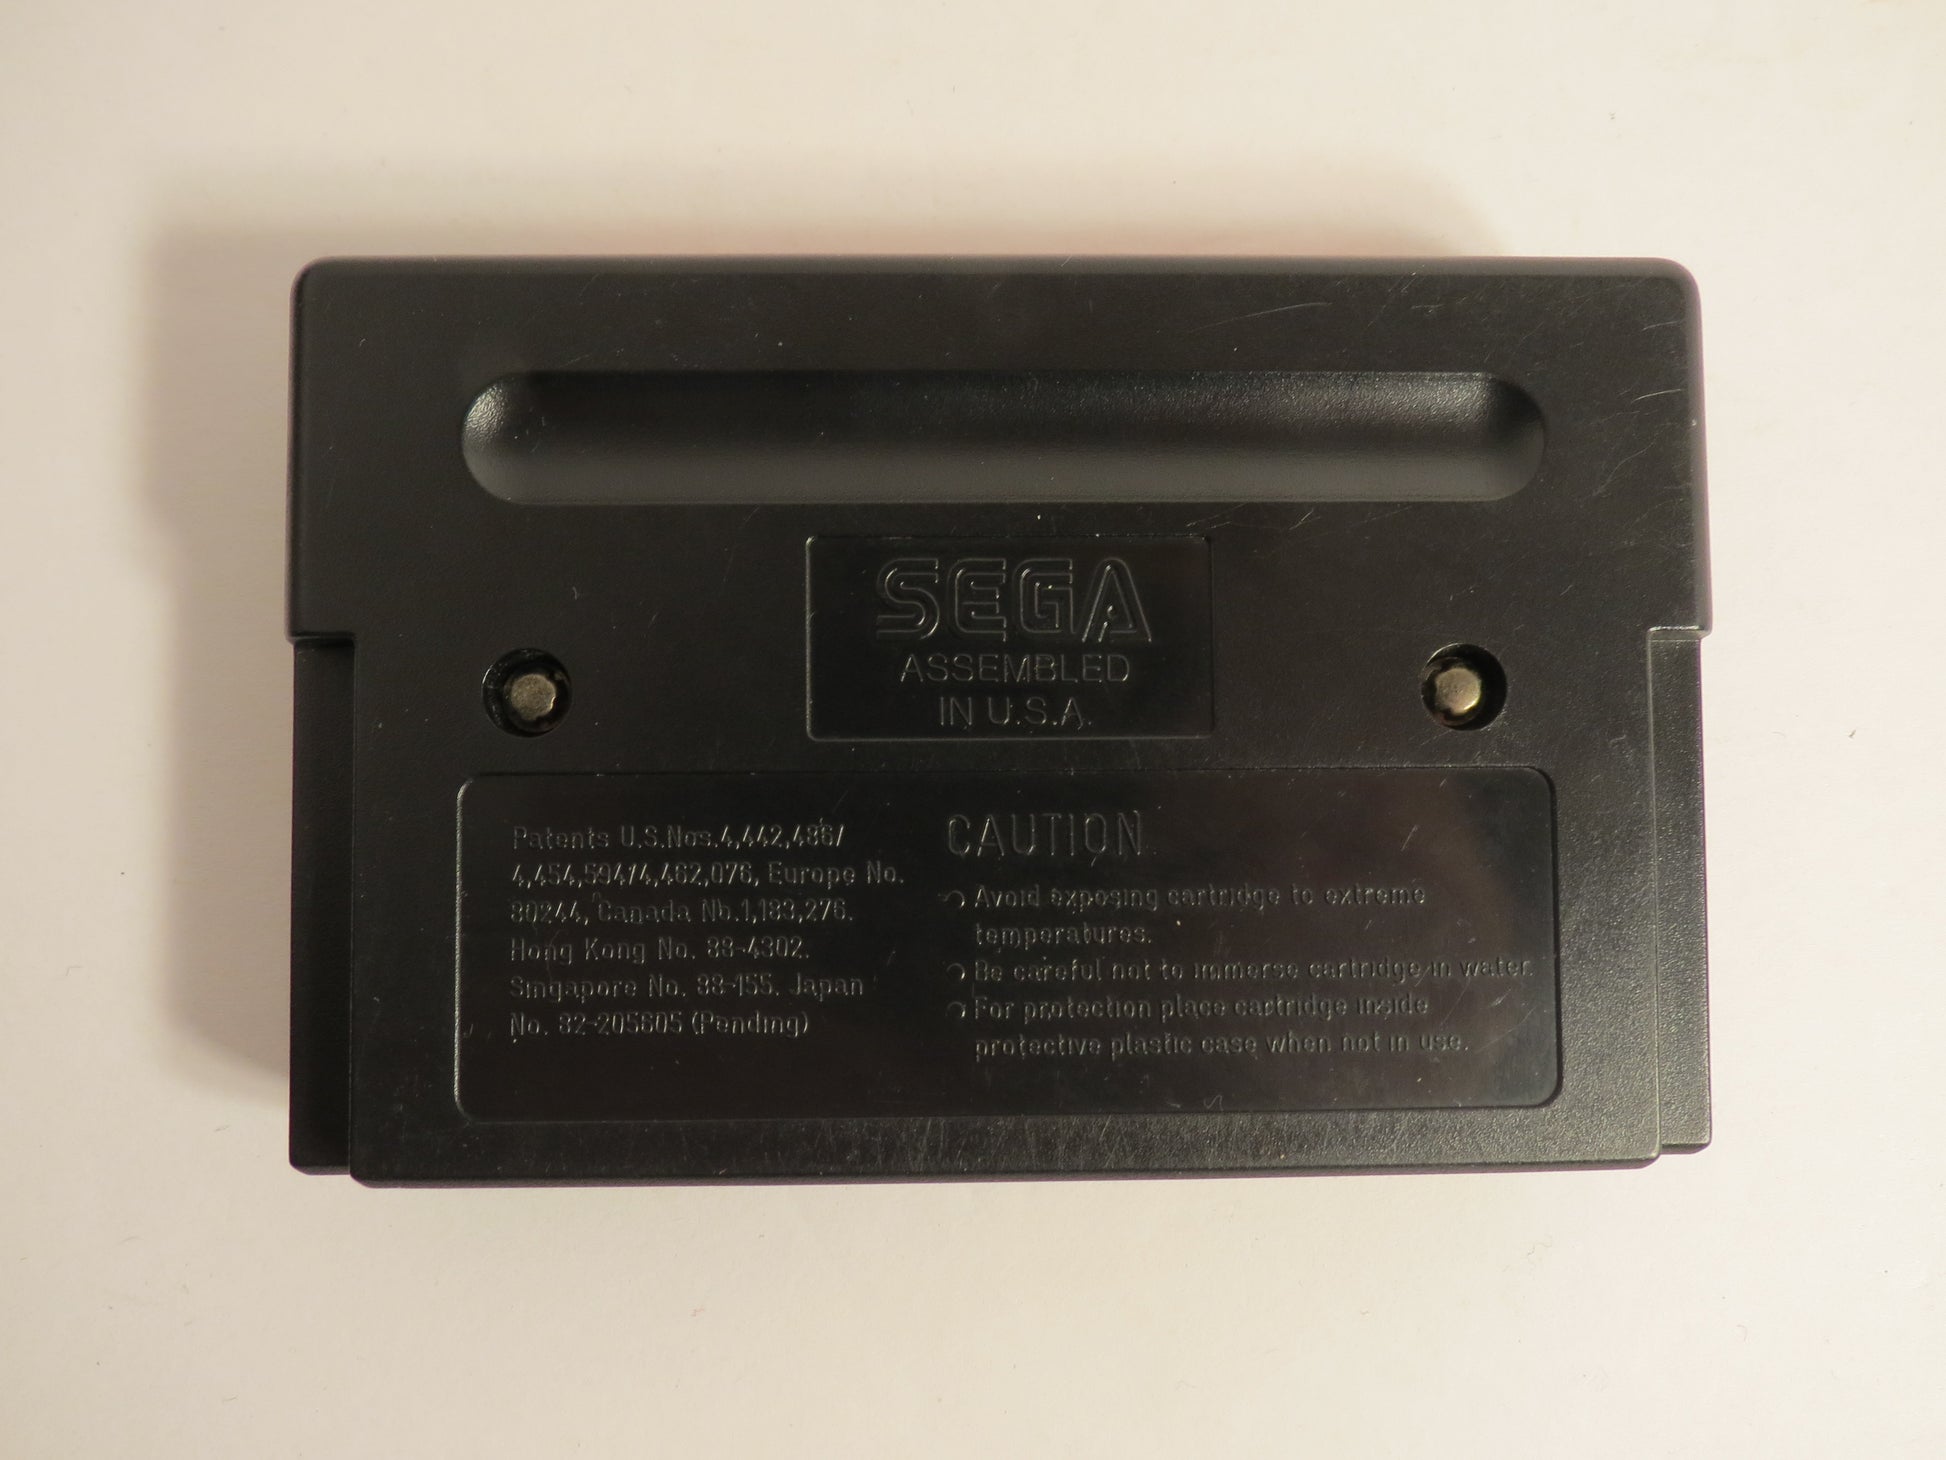 SEGA
ASSEMBLED
IN U.S.A.
Patents U.S.Nos.4,442,486/
4,454,594/4,462,076, Europe No.
80244, Canada No.1,183,276.
Hong Kong No. 88-4302.
Singapore No. 88-155. Japan
No. 82-205605 (Pending)
CAUTION
Avoid exposing cartridge to extreme
temperatures.
Be careful not to immerse cartridge in water.
For protection place cartridge inside
protective plastic case when not in use.